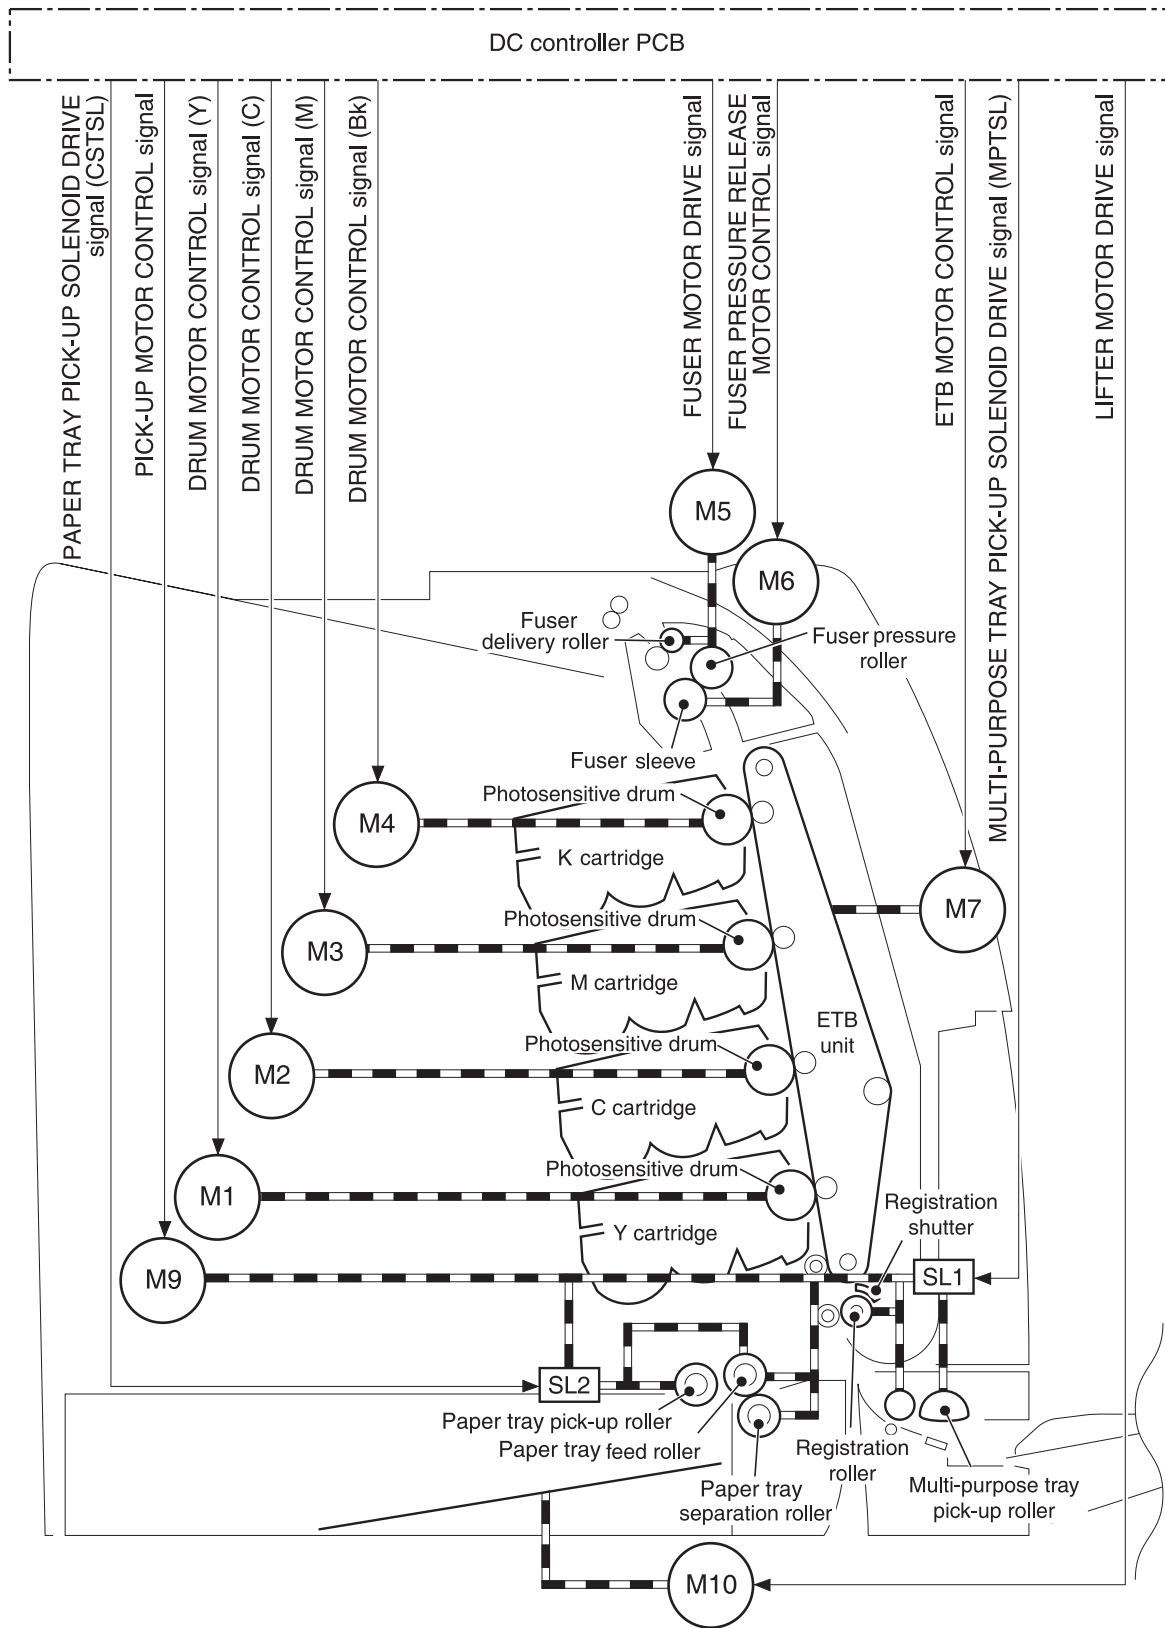 DC controller PCB
PAPER TRAY PICK-UP SOLENOID DRIVE
signal (CSTSL)
PICK-UP MOTOR CONTROL signal
DRUM MOTOR CONTROL signal (Y)
DRUM MOTOR CONTROL signal (C)
DRUM MOTOR CONTROL signal (M)
DRUM MOTOR CONTROL signal (Bk)
FUSER MOTOR DRIVE signal
FUSER PRESSURE RELEASE
MOTOR CONTROL signal
ETB MOTOR CONTROL signal
MULTI-PURPOSE TRAY PICK-UP SOLENOID DRIVE signal (MPTSL)
LIFTER MOTOR DRIVE signal
M5
M6
Fuser
delivery roller
Fuser pressure
roller
Fuser sleeve
Photosensitive drum
M4
K cartridge
Photosensitive drum
M7
M3
M cartridge
ETB
unit
Photosensitive drum
M2
C cartridge
Photosensitive drum
M1
Registration
shutter
Y cartridge
M9
SL1
SL2
Paper tray pick-up roller
Paper tray feed roller
Registration
roller
Paper tray
separation roller
Multi-purpose tray
pick-up roller
M10